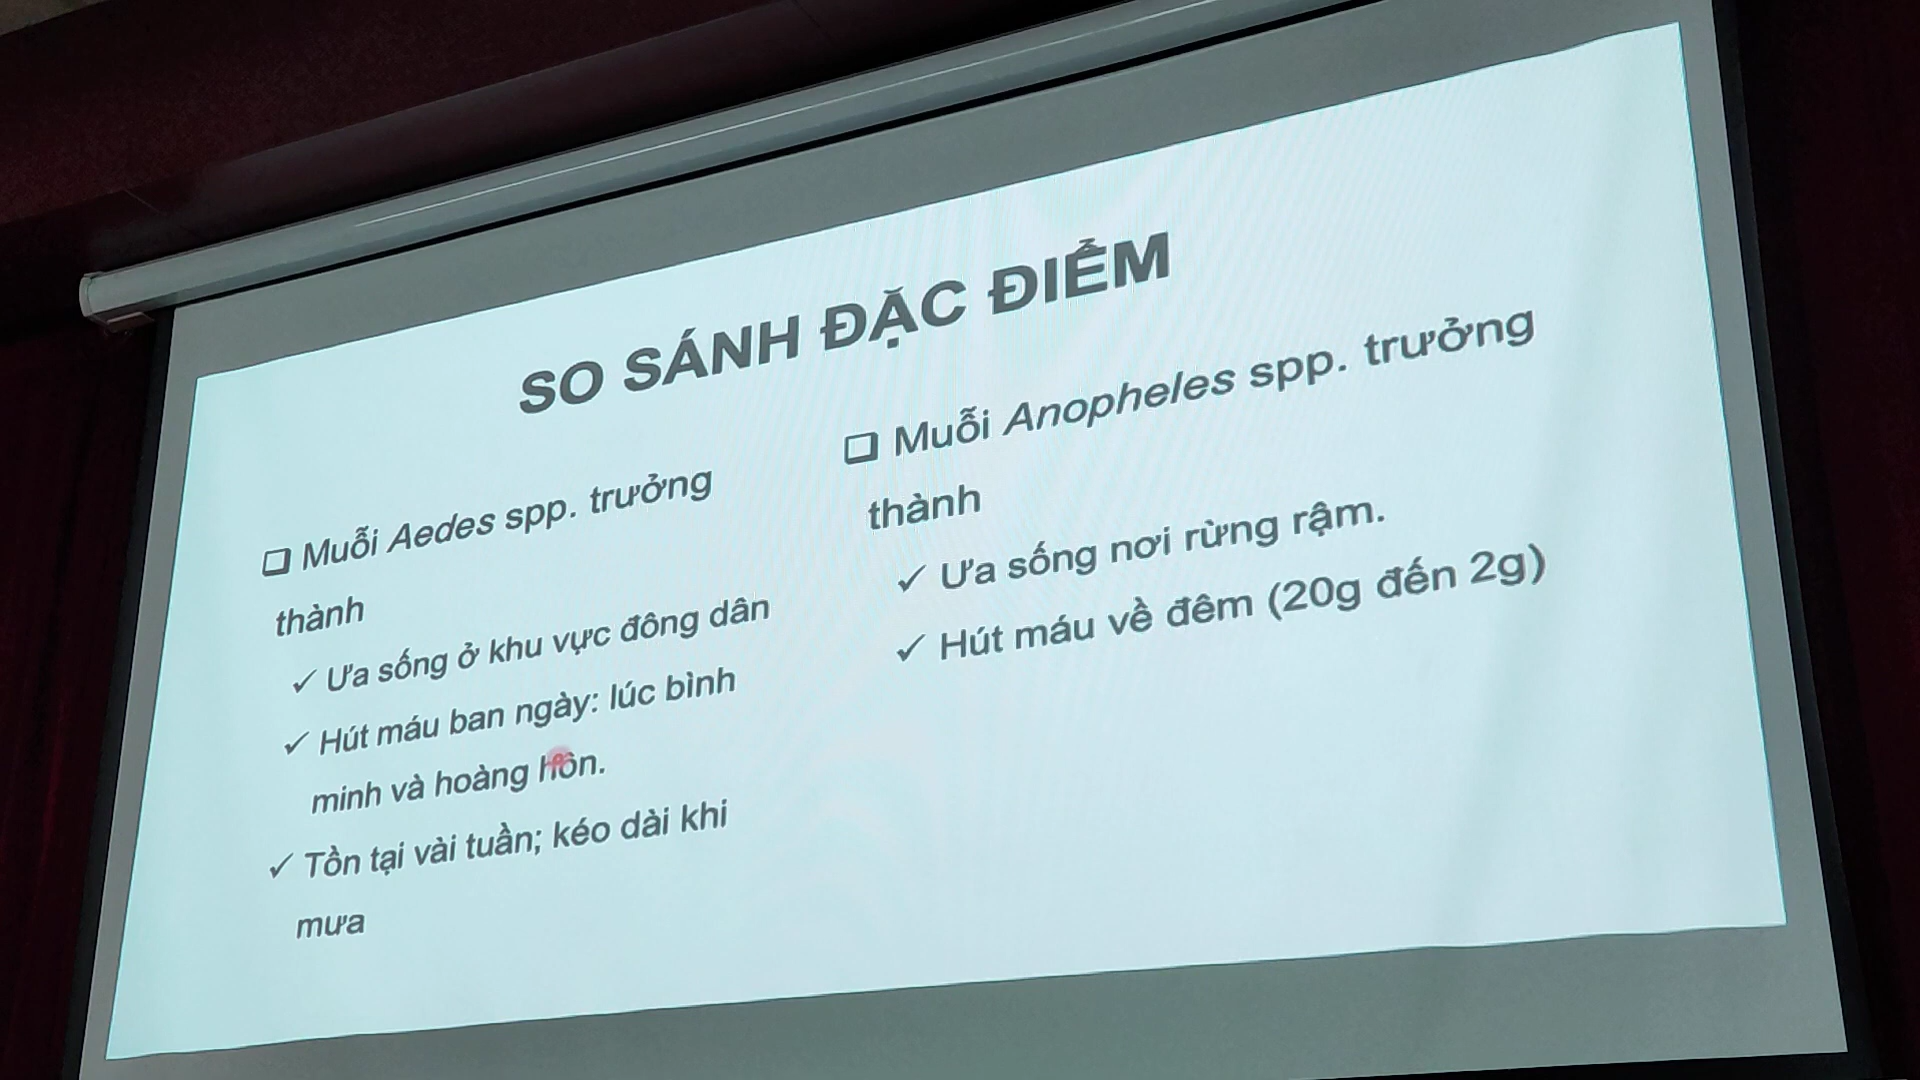 SO SÁNH ĐẶC ĐIỂM
❑ Muỗi Aedes spp. trưởng
thành
✓ Ưa sống ở khu vực đông dân
✓ Hút máu ban ngày: lúc bình
minh và hoàng hôn.
✓ Tồn tại vài tuần; kéo dài khi
mưa
❑ Muỗi Anopheles spp. trưởng
thành
✓ Ưa sống nơi rừng rậm.
✓ Hút máu về đêm (20g đến 2g)